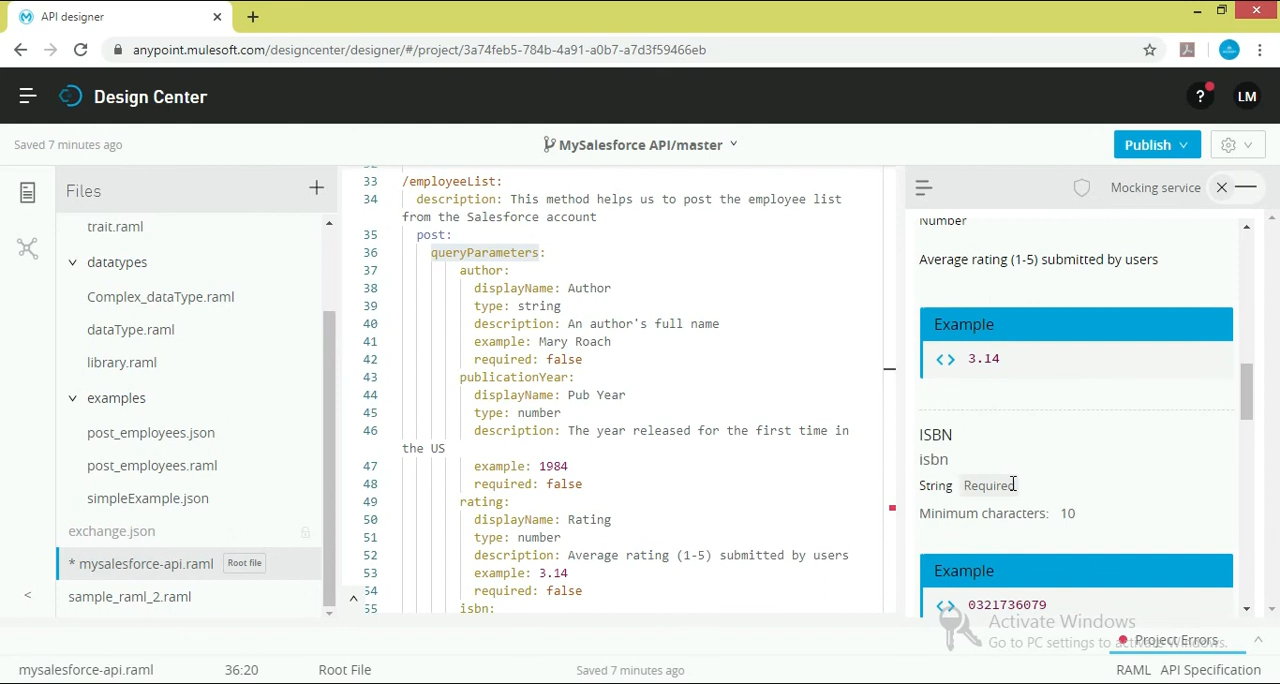 API designer
anypoint.mulesoft.com/designcenter/designer/#/project/3a74feb5-784b-4a91-a0b7-a7d3f59466eb
Design Center
?
LM
Saved 7 minutes ago
MySalesforce API/master
Publish
Files
trait.raml
datatypes
Complex_dataType.raml
dataType.raml
library.raml
examples
post_employees.json
post_employees.raml
simpleExample.json
exchange.json
* mysalesforce-api.raml
Root file
sample_raml_2.raml
32
33 /employeeList:
34 description: This method helps us to post the employee list
from the Salesforce account
35 post:
36 queryParameters:
37 author:
38 displayName: Author
39 type: string
40 description: An author's full name
41 example: Mary Roach
42 required: false
43 publicationYear:
44 displayName: Pub Year
45 type: number
46 description: The year released for the first time in
the US
47 example: 1984
48 required: false
49 rating:
50 displayName: Rating
51 type: number
52 description: Average rating (1-5) submitted by users
53 example: 3.14
54 required: false
55 isbn:
Mocking service
Number
Average rating (1-5) submitted by users
Example
3.14
ISBN
isbn
String Required
Minimum characters: 10
Example
0321736079
Activate Windows
Go to PC settings to activate Windows.
Project Errors
mysalesforce-api.raml
36:20
Root File
Saved 7 minutes ago
RAML API Specification